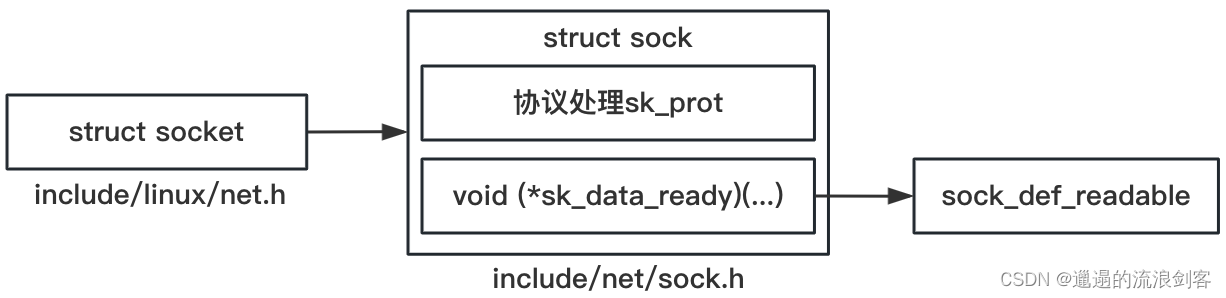 struct sock
协议处理sk_prot
struct socket
void (*sk_data_ready)(...)
sock_def_readable
include/linux/net.h
include/net/sock.h
CSDN @邋遢的流浪剑客